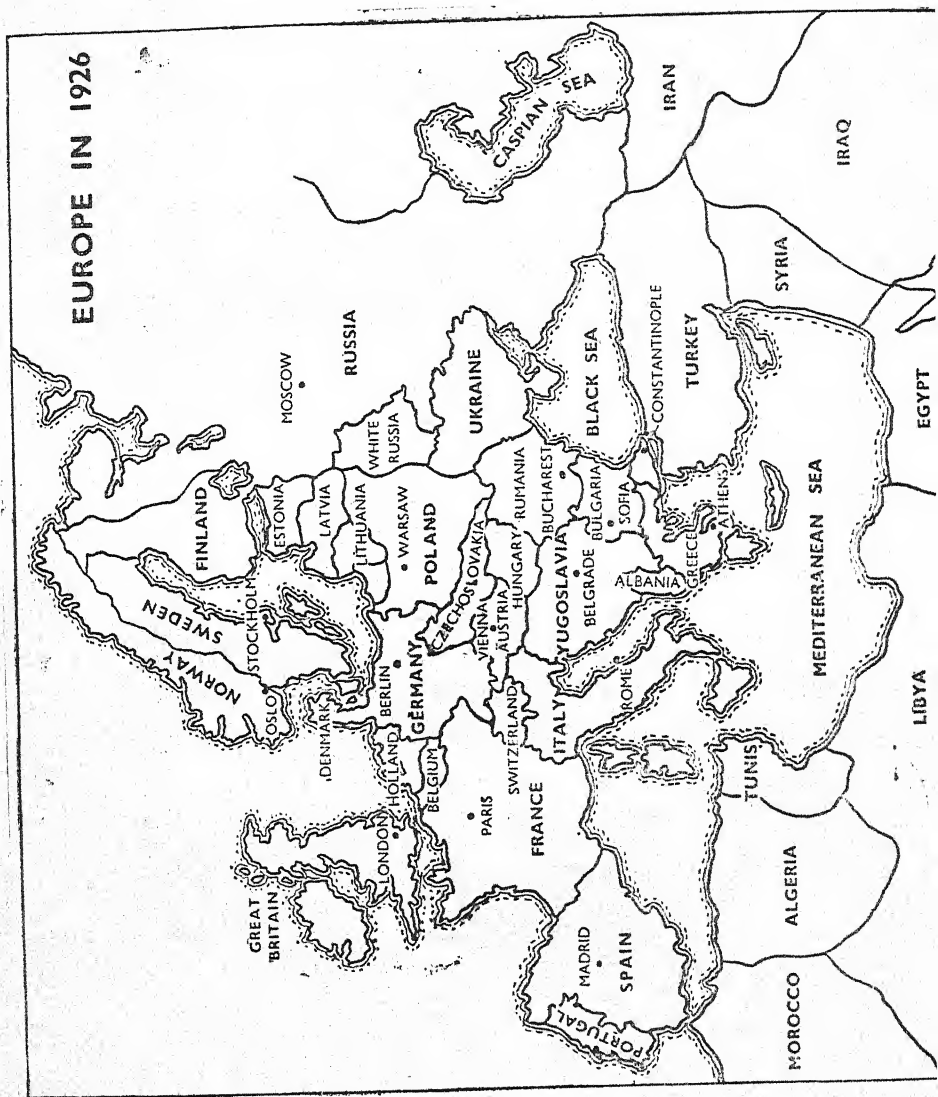 EUROPE IN 1926
NORWAY
SWEDEN
FINLAND
OSLO
STOCKHOLM
ESTONIA
LATVIA
LITHUANIA
MOSCOW
RUSSIA
WHITE
RUSSIA
GREAT
BRITAIN
LONDON
DENMARK
HOLLAND
BELGIUM
BERLIN
GERMANY
WARSAW
POLAND
UKRAINE
CASPIAN SEA
PARIS
FRANCE
SWITZERLAND
CZECHOSLOVAKIA
VIENNA
AUSTRIA
HUNGARY
RUMANIA
BUCHAREST
BLACK SEA
ITALY
YUGOSLAVIA
BELGRADE
BULGARIA
SOFIA
ROME
ALBANIA
GREECE
ATHENS
CONSTANTINOPLE
TURKEY
IRAN
PORTUGAL
MADRID
SPAIN
MEDITERRANEAN SEA
SYRIA
IRAQ
MOROCCO
ALGERIA
TUNIS
LIBYA
EGYPT